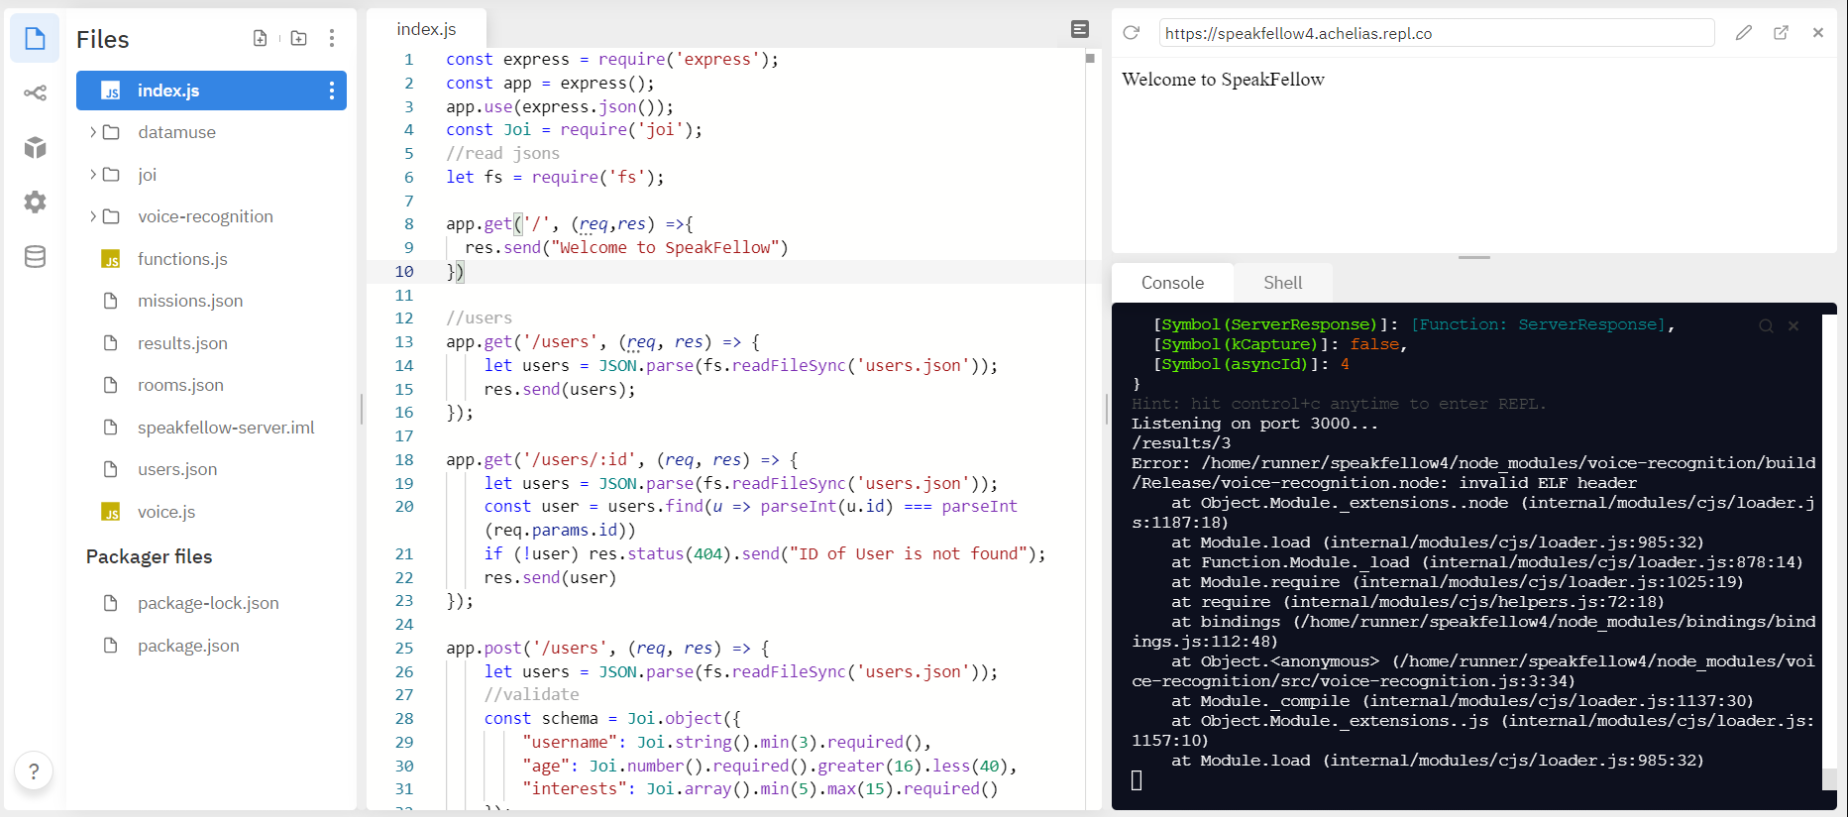 Files
index.js
datamuse
joi
voice-recognition
functions.js
missions.json
results.json
rooms.json
speakfellow-server.iml
users.json
voice.js
Packager files
package-lock.json
package.json
?
index.js
1 const express = require('express');
2 const app = express();
3 app.use(express.json());
4 const Joi = require('joi');
5 //read jsons
6 let fs = require('fs');
7
8 app.get('/', (req,res) =>{
9 res.send("Welcome to SpeakFellow")
10 })
11
12 //users
13 app.get('/users', (req, res) => {
14 let users = JSON.parse(fs.readFileSync('users.json'));
15 res.send(users);
16 });
17
18 app.get('/users/:id', (req, res) => {
19 let users = JSON.parse(fs.readFileSync('users.json'));
20 const user = users.find(u => parseInt(u.id) === parseInt
(req.params.id))
21 if (!user) res.status(404).send("ID of User is not found");
22 res.send(user)
23 });
24
25 app.post('/users', (req, res) => {
26 let users = JSON.parse(fs.readFileSync('users.json'));
27 //validate
28 const schema = Joi.object({
29 "username": Joi.string().min(3).required(),
30 "age": Joi.number().required().greater(16).less(40),
31 "interests": Joi.array().min(5).max(15).required()
https://speakfellow4.achelias.repl.co
Welcome to SpeakFellow
Console Shell
[Symbol(ServerResponse)]: [Function: ServerResponse],
[Symbol(kCapture)]: false,
[Symbol(asyncId)]: 4
}
Hint: hit control+c anytime to enter REPL.
Listening on port 3000...
/results/3
Error: /home/runner/speakfellow4/node_modules/voice-recognition/build
/Release/voice-recognition.node: invalid ELF header
at Object.Module._extensions..node (internal/modules/cjs/loader.j
s:1187:18)
at Module.load (internal/modules/cjs/loader.js:985:32)
at Function.Module._load (internal/modules/cjs/loader.js:878:14)
at Module.require (internal/modules/cjs/loader.js:1025:19)
at require (internal/modules/cjs/helpers.js:72:18)
at bindings (/home/runner/speakfellow4/node_modules/bindings/bind
ings.js:112:48)
at Object.<anonymous> (/home/runner/speakfellow4/node_modules/voi
ce-recognition/src/voice-recognition.js:3:34)
at Module._compile (internal/modules/cjs/loader.js:1137:30)
at Object.Module._extensions..js (internal/modules/cjs/loader.js:
1157:10)
at Module.load (internal/modules/cjs/loader.js:985:32)